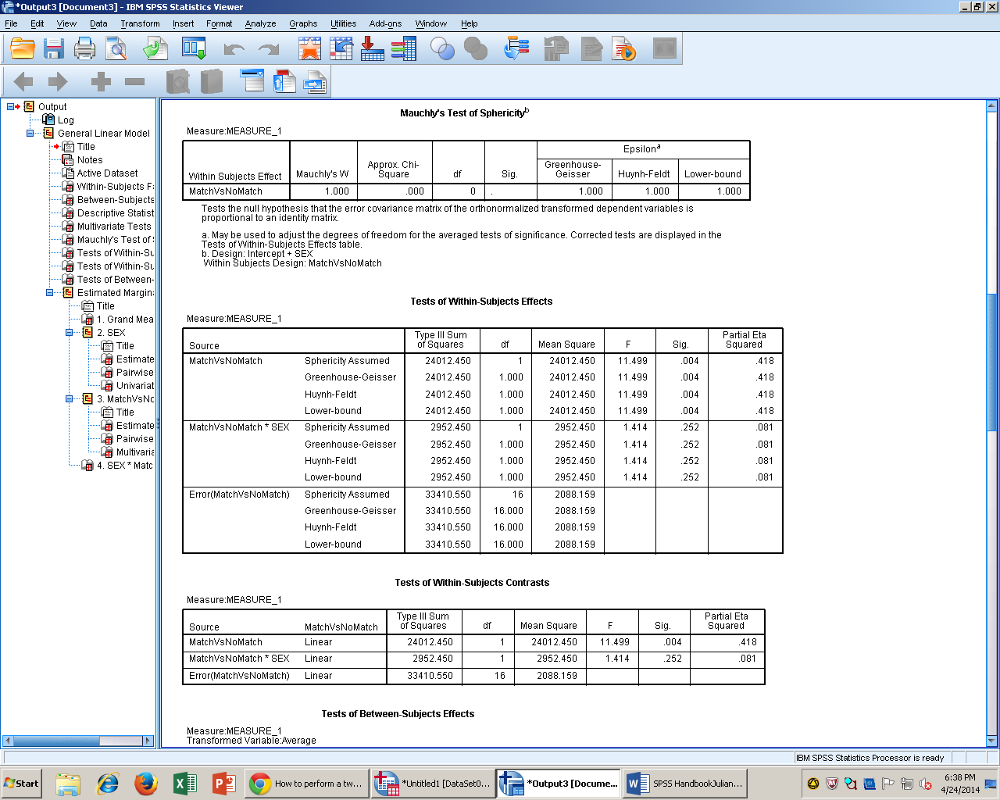 *Output3 [Document3] - IBM SPSS Statistics Viewer
File Edit View Data Transform Insert Format Analyze Graphs Utilities Add-ons Window Help
Output
Log
General Linear Model
Title
Notes
Active Dataset
Within-Subjects Fa
Between-Subjects
Descriptive Statist
Multivariate Tests
Mauchly's Test of
Tests of Within-Su
Tests of Within-Su
Tests of Between-
Estimated Margin
Title
1. Grand Mea
2. SEX
Title
Estimate
Pairwise
Univariat
3. MatchVsNo
Title
Estimate
Pairwise
Multivaria
4. SEX * Matc
Mauchly's Test of Sphericity b
Measure:MEASURE_1
Within Subjects Effect Mauchly's W Approx. Chi-Square df Sig. Epsilon a
Greenhouse-Geisser Huynh-Feldt Lower-bound
MatchVsNoMatch 1.000 .000 0 . 1.000 1.000 1.000
Tests the null hypothesis that the error covariance matrix of the orthonormalized transformed dependent variables is
proportional to an identity matrix.
a. May be used to adjust the degrees of freedom for the averaged tests of significance. Corrected tests are displayed in the
Tests of Within-Subjects Effects table.
b. Design: Intercept + SEX
Within Subjects Design: MatchVsNoMatch
Tests of Within-Subjects Effects
Measure:MEASURE_1
Source Type III Sum of Squares df Mean Square F Sig. Partial Eta Squared
MatchVsNoMatch Sphericity Assumed 24012.450 1 24012.450 11.499 .004 .418
Greenhouse-Geisser 24012.450 1.000 24012.450 11.499 .004 .418
Huynh-Feldt 24012.450 1.000 24012.450 11.499 .004 .418
Lower-bound 24012.450 1.000 24012.450 11.499 .004 .418
MatchVsNoMatch * SEX Sphericity Assumed 2952.450 1 2952.450 1.414 .252 .081
Greenhouse-Geisser 2952.450 1.000 2952.450 1.414 .252 .081
Huynh-Feldt 2952.450 1.000 2952.450 1.414 .252 .081
Lower-bound 2952.450 1.000 2952.450 1.414 .252 .081
Error(MatchVsNoMatch) Sphericity Assumed 33410.550 16 2088.159
Greenhouse-Geisser 33410.550 16.000 2088.159
Huynh-Feldt 33410.550 16.000 2088.159
Lower-bound 33410.550 16.000 2088.159
Tests of Within-Subjects Contrasts
Measure:MEASURE_1
Source MatchVsNoMatch Type III Sum of Squares df Mean Square F Sig. Partial Eta Squared
MatchVsNoMatch Linear 24012.450 1 24012.450 11.499 .004 .418
MatchVsNoMatch * SEX Linear 2952.450 1 2952.450 1.414 .252 .081
Error(MatchVsNoMatch) Linear 33410.550 16 2088.159
Tests of Between-Subjects Effects
Measure:MEASURE_1
Transformed Variable:Average
IBM SPSS Statistics Processor is ready
Start How to perform a tw... *Untitled1 [DataSet0... *Output3 [Docume... SPSS HandbookJulian... 6:38 PM
4/24/2014